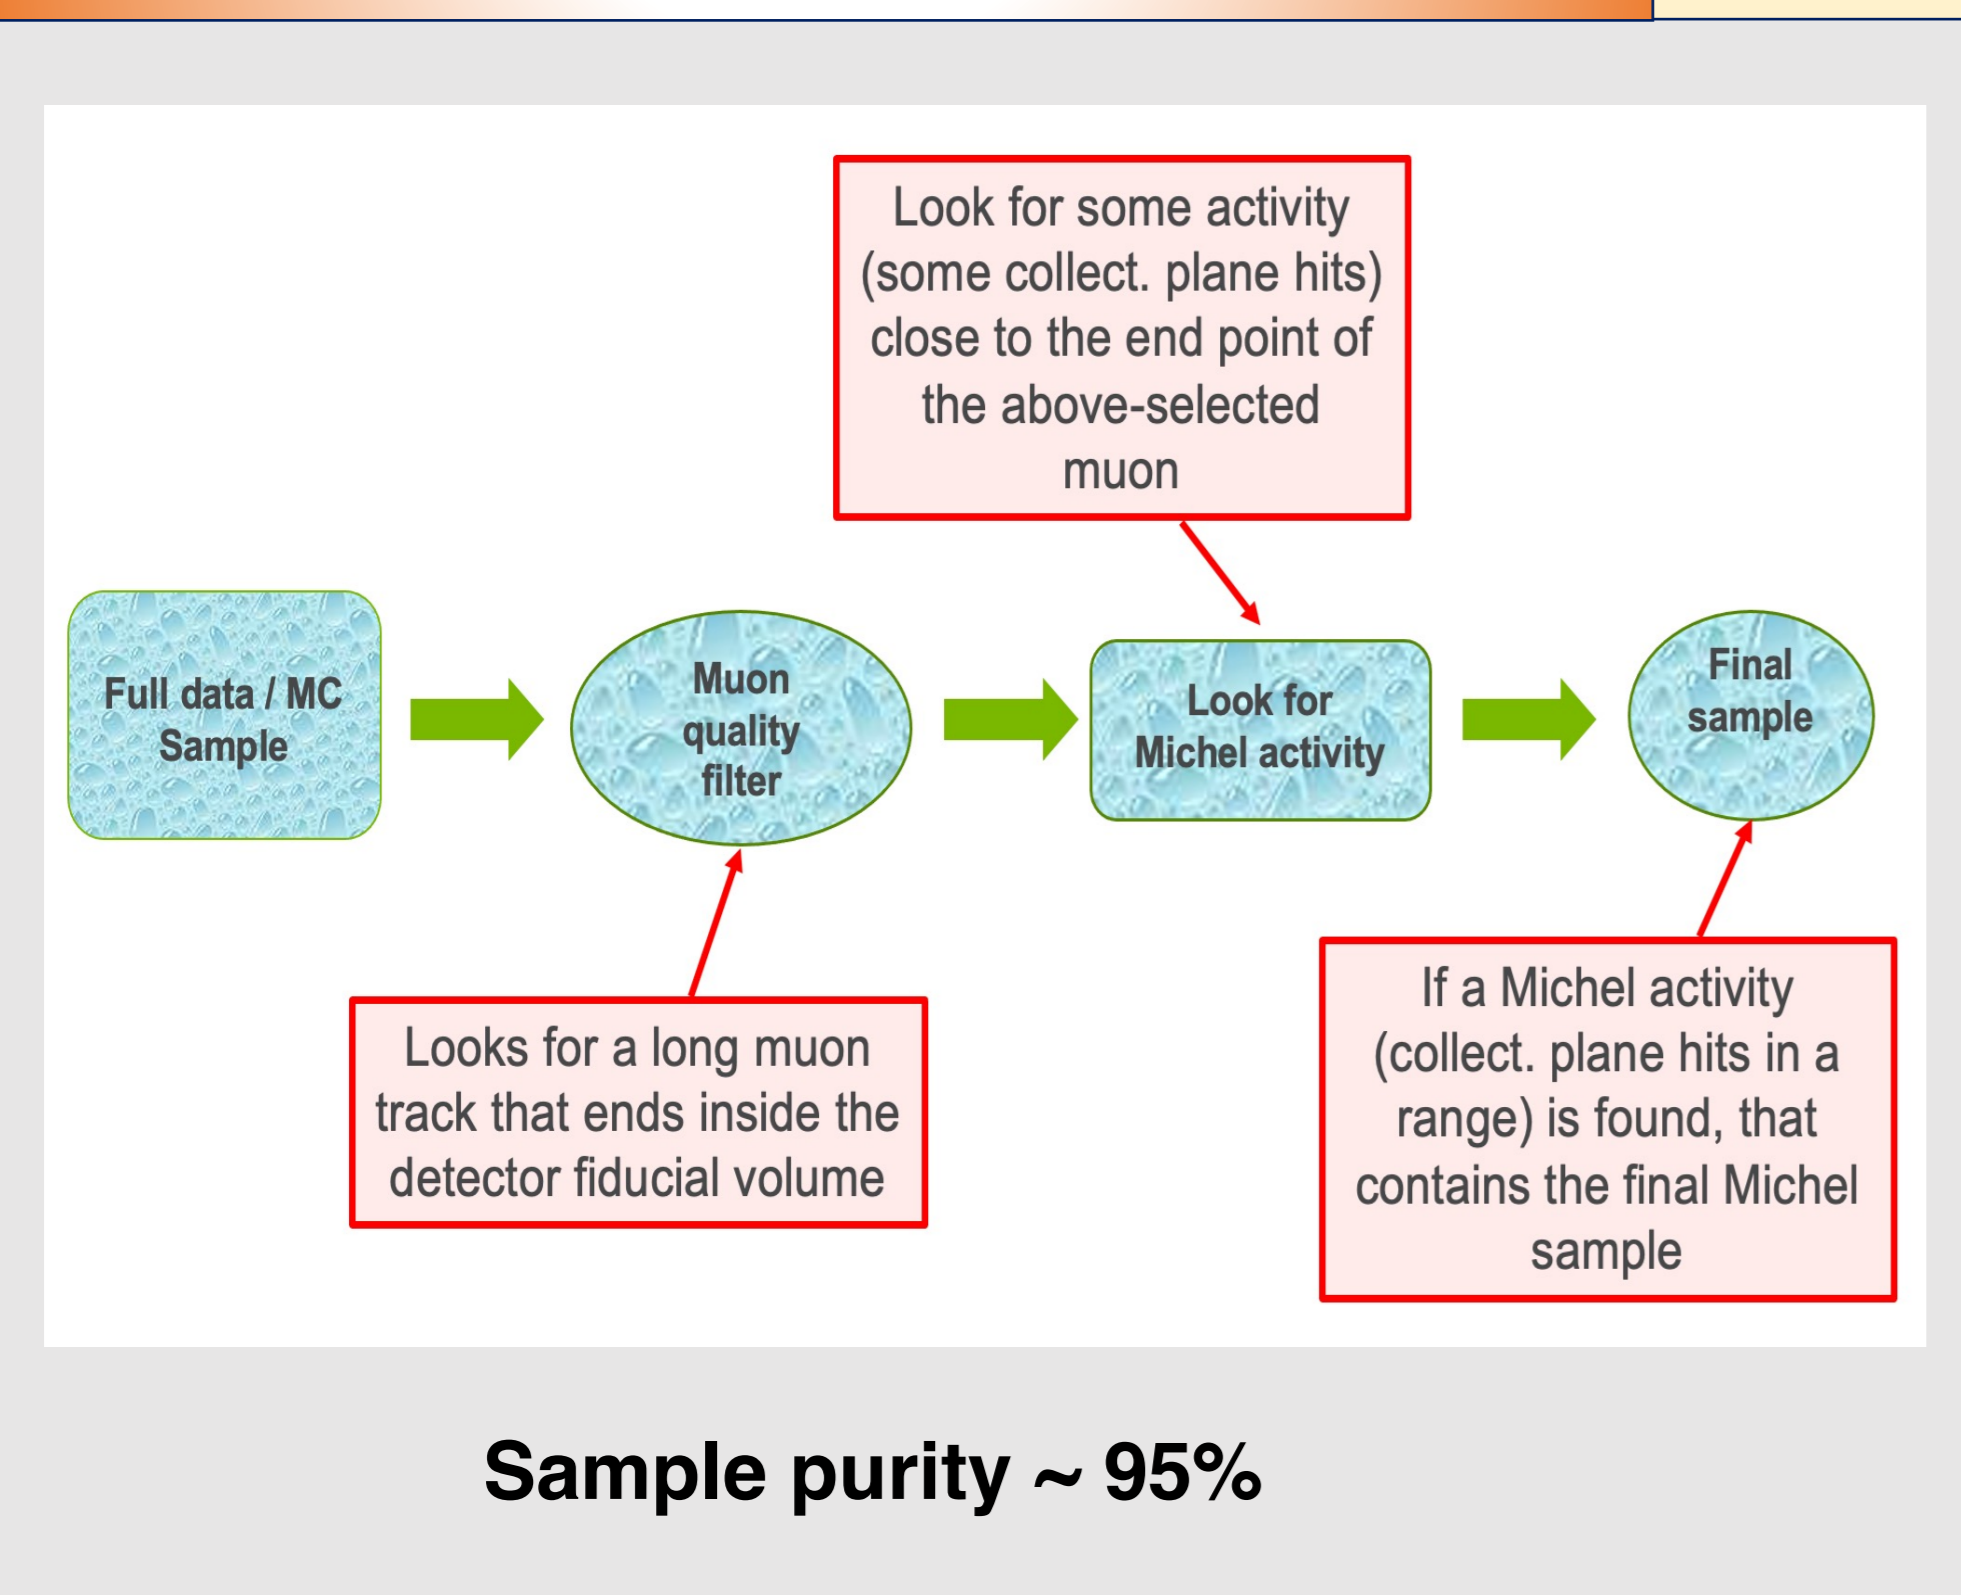 Look for some activity
(some collect. plane hits)
close to the end point of
the above-selected
muon
Full data / MC
Sample
Muon
quality
filter
Look for
Michel activity
Final
sample
Looks for a long muon
track that ends inside the
detector fiducial volume
If a Michel activity
(collect. plane hits in a
range) is found, that
contains the final Michel
sample
Sample purity ~ 95%